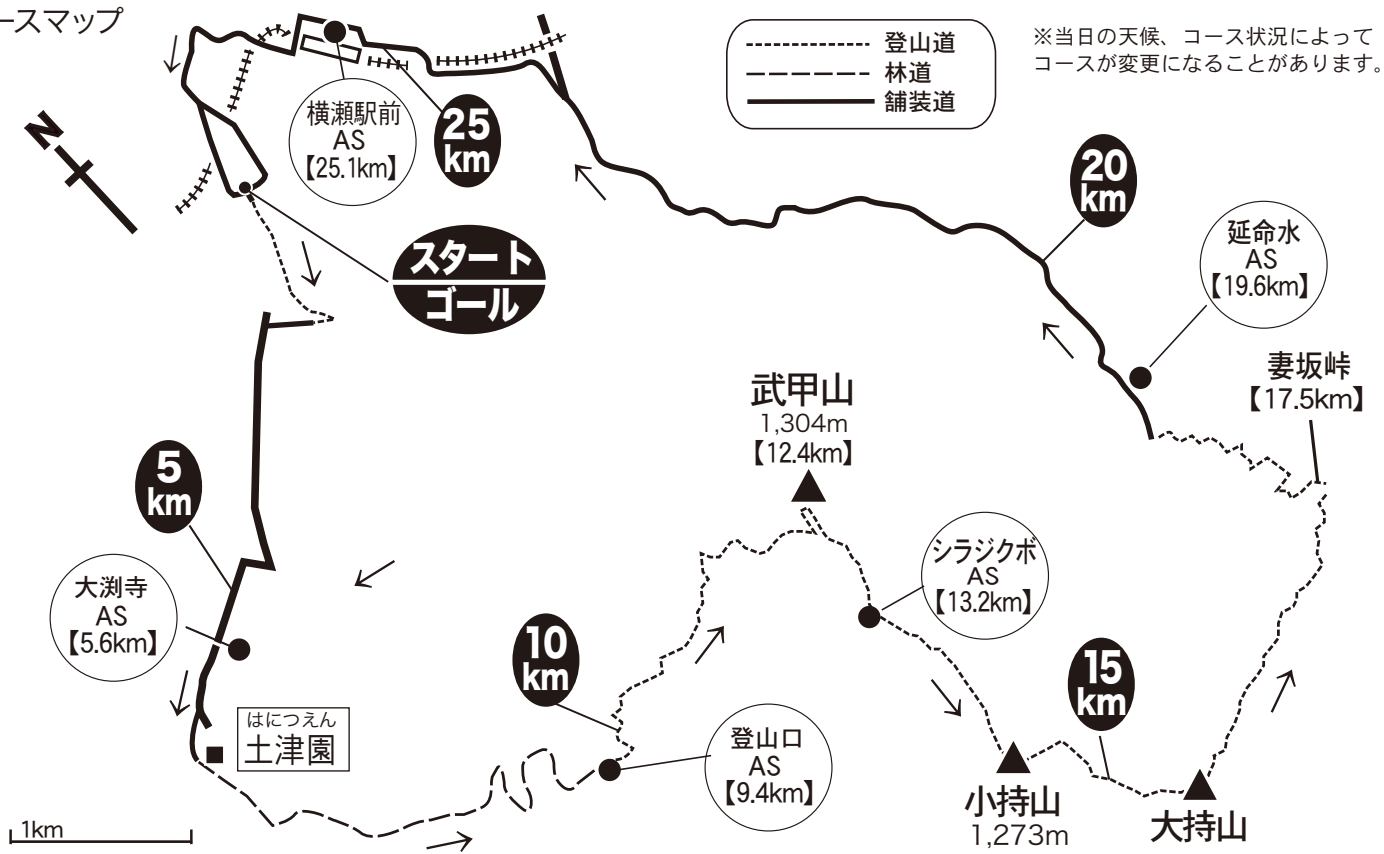 ースマップ
登山道
林道
舗装道
※当日の天候、コース状況によって
コースが変更になることがあります。
N
横瀬駅前
AS
【25.1km】
25
km
スタート
ゴール
20
km
延命水
AS
【19.6km】
妻坂峠
【17.5km】
武甲山
1,304m
【12.4km】
5
km
大渕寺
AS
【5.6km】
シラジクボ
AS
【13.2km】
10
km
15
km
はにつえん
土津園
登山口
AS
【9.4km】
小持山
1,273m
大持山
1km